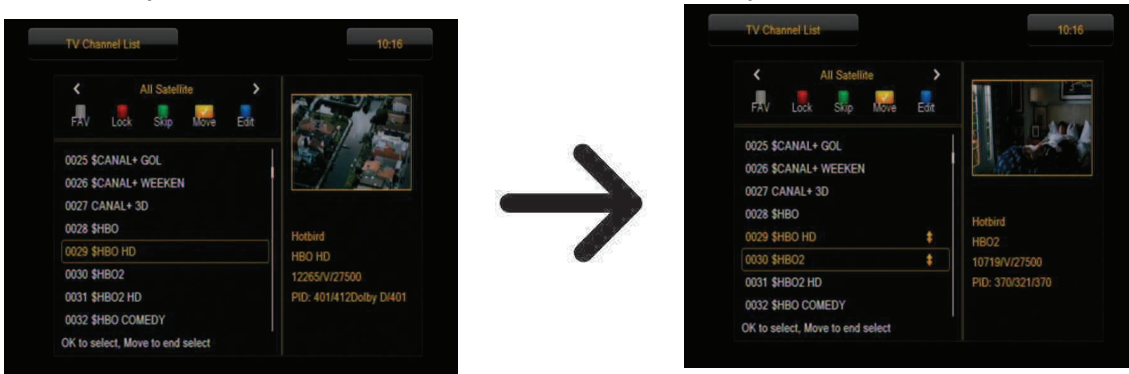 TV Channel List
10:16
All Satellite
FAV Lock Skip Move Edit
0025 $CANAL+ GOL
0026 $CANAL+ WEEKEN
0027 CANAL+ 3D
0028 $HBO
0029 $HBO HD
0030 $HBO2
0031 $HBO2 HD
0032 $HBO COMEDY
OK to select, Move to end select
Hotbird
HBO HD
12265/V/27500
PID: 401/412Dolby D/401
TV Channel List
10:16
All Satellite
FAV Lock Skip Move Edit
0025 $CANAL+ GOL
0026 $CANAL+ WEEKEN
0027 CANAL+ 3D
0028 $HBO
0029 $HBO HD
0030 $HBO2
0031 $HBO2 HD
0032 $HBO COMEDY
OK to select, Move to end select
Hotbird
HBO2
10719/V/27500
PID: 370/321/370